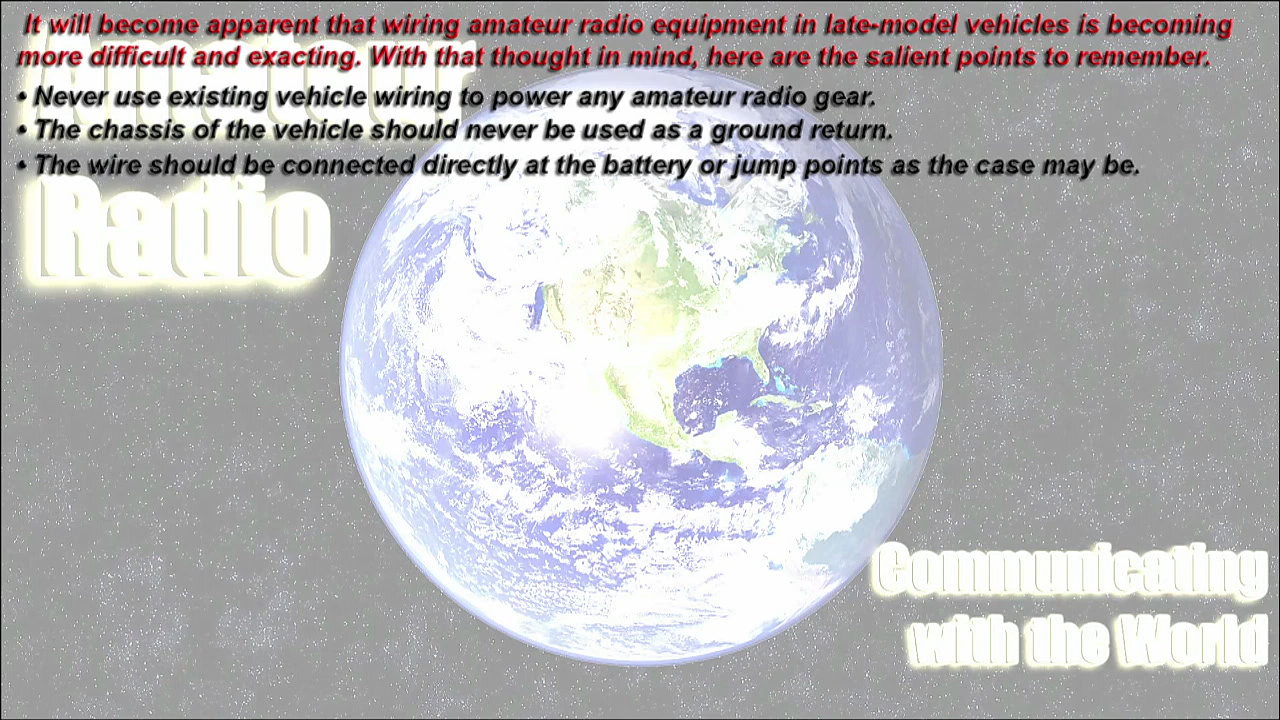 It will become apparent that wiring amateur radio equipment in late-model vehicles is becoming
more difficult and exacting. With that thought in mind, here are the salient points to remember.
• Never use existing vehicle wiring to power any amateur radio gear.
• The chassis of the vehicle should never be used as a ground return.
• The wire should be connected directly at the battery or jump points as the case may be.
Amateur
Radio
Communicating
with the World